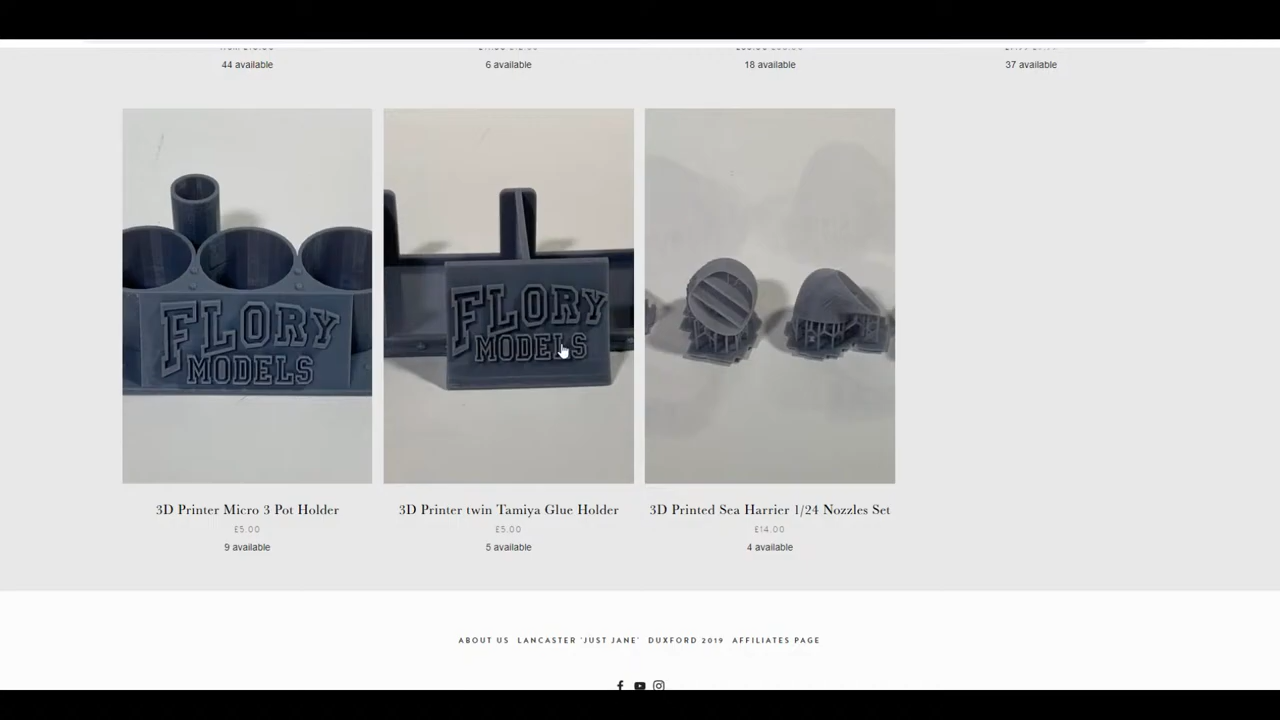 44 available
6 available
18 available
37 available
FLORY
MODELS
FLORY
MODELS
3D Printer Micro 3 Pot Holder
£5.00
9 available
3D Printer twin Tamiya Glue Holder
£5.00
5 available
3D Printed Sea Harrier 1/24 Nozzles Set
£14.00
4 available
ABOUT US LANCASTER 'JUST JANE' DUXFORD 2019 AFFILIATES PAGE